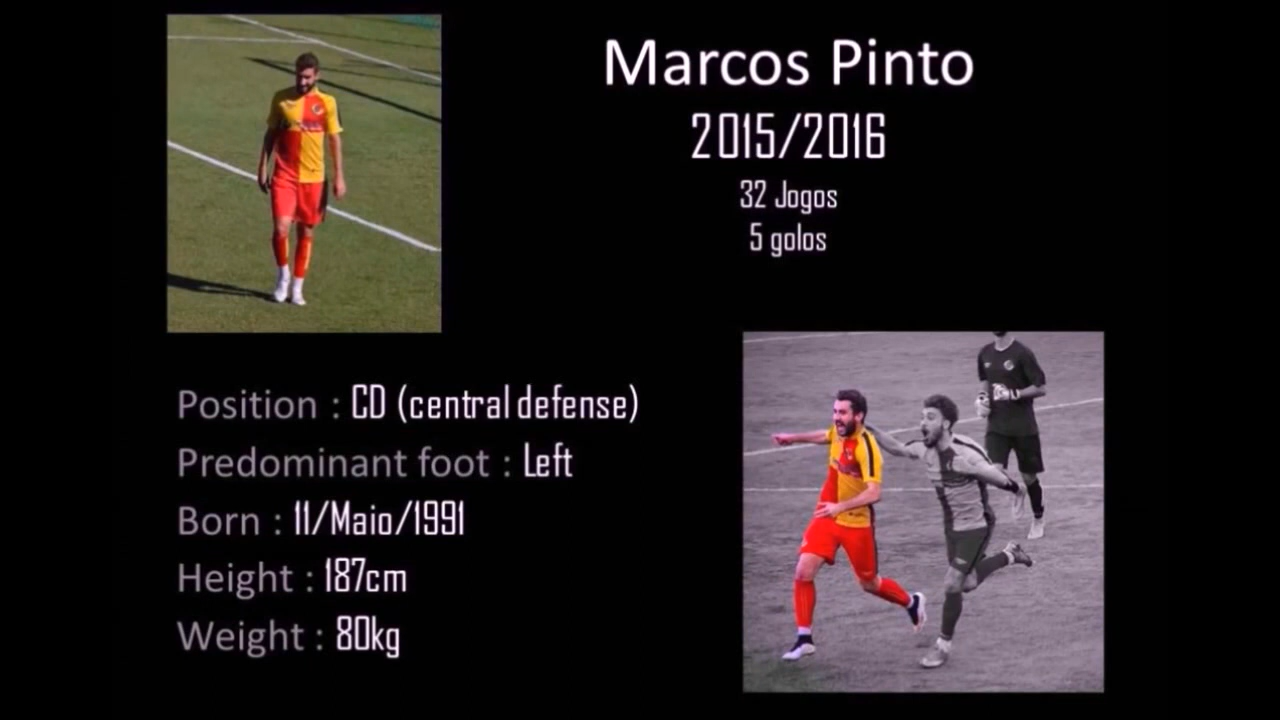 Marcos Pinto
2015/2016
32 Jogos
5 golos
Position : CD (central defense)
Predominant foot : Left
Born : 11/Maio/1991
Height : 187cm
Weight : 80kg